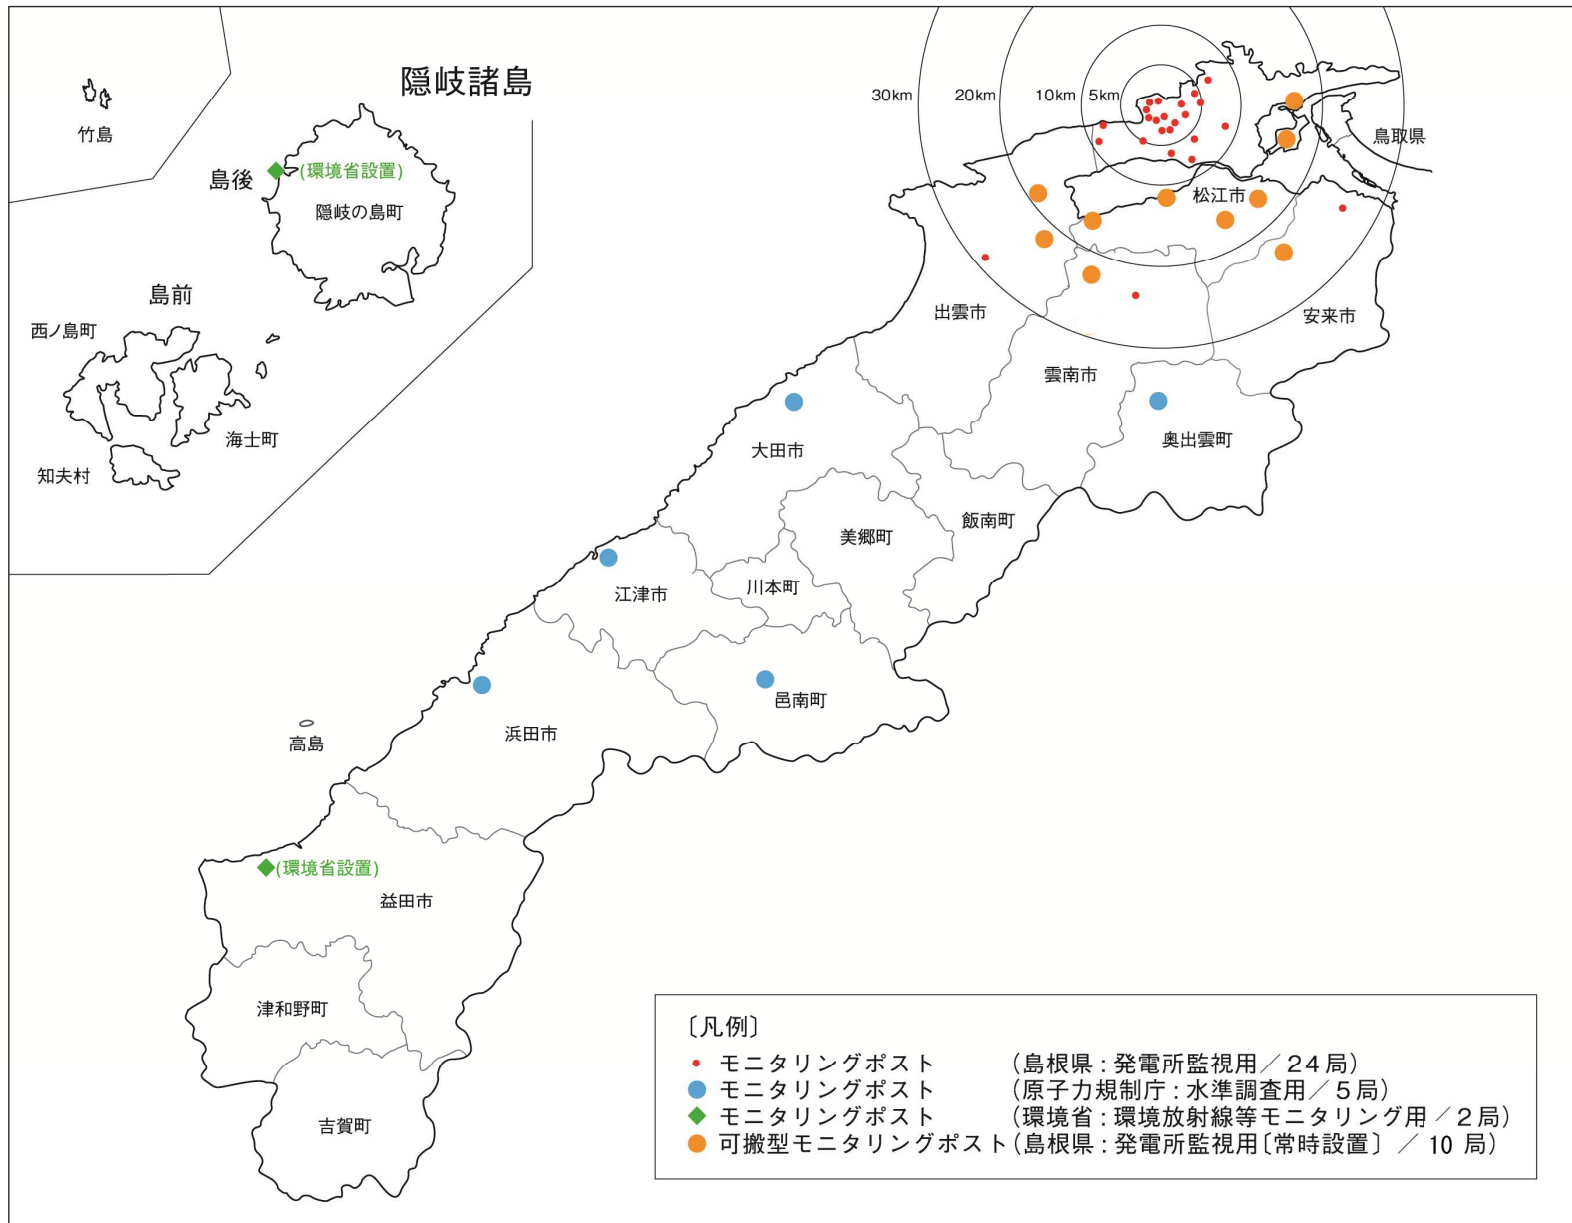 隠岐諸島
竹島
島後
(環境省設置)
隠岐の島町
島前
西ノ島町
海士町
知夫村
30km
20km
10km
5km
鳥取県
松江市
出雲市
安来市
雲南市
奥出雲町
大田市
飯南町
美郷町
川本町
江津市
邑南町
浜田市
高島
(環境省設置)
益田市
津和野町
吉賀町
〔凡例〕
モニタリングポスト (島根県:発電所監視用/24局)
モニタリングポスト (原子力規制庁:水準調査用/5局)
モニタリングポスト (環境省:環境放射線等モニタリング用/2局)
可搬型モニタリングポスト(島根県:発電所監視用〔常時設置〕/10局)